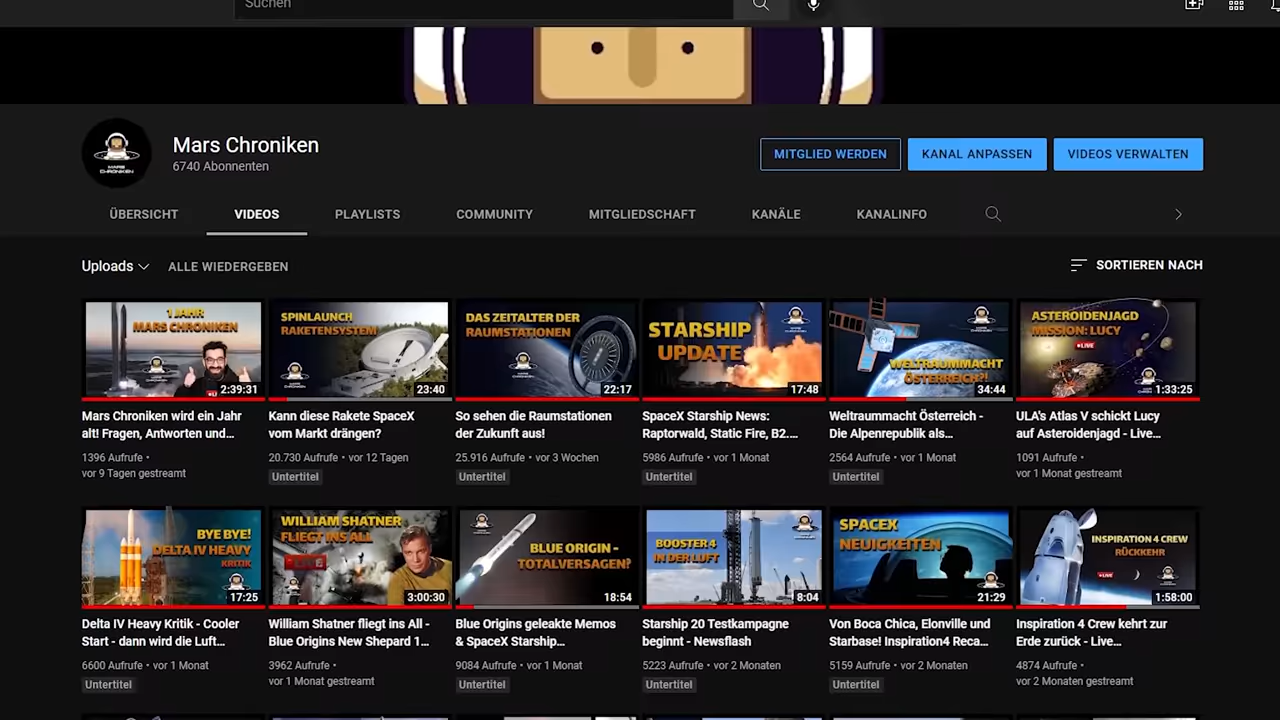 Suchen
Mars Chroniken
6740 Abonnenten
MITGLIED WERDEN
KANAL ANPASSEN
VIDEOS VERWALTEN
MARS
CHRONIKEN
ÜBERSICHT
VIDEOS
PLAYLISTS
COMMUNITY
MITGLIEDSCHAFT
KANÄLE
KANALINFO
Uploads
ALLE WIEDERGEBEN
SORTIEREN NACH
1 JAHR
MARS CHRONIKEN
2:39:31
SPINLAUNCH
RAKETENSYSTEM
23:40
DAS ZEITALTER DER
RAUMSTATIONEN
22:17
STARSHIP
UPDATE
17:48
WELTRAUMMACHT
ÖSTERREICH?!
34:44
ASTEROIDENJAGD
MISSION: LUCY
LIVE
1:33:25
Mars Chroniken wird ein Jahr
alt! Fragen, Antworten und...
1396 Aufrufe •
vor 9 Tagen gestreamt
Kann diese Rakete SpaceX
vom Markt drängen?
20.730 Aufrufe • vor 12 Tagen
Untertitel
So sehen die Raumstationen
der Zukunft aus!
25.916 Aufrufe • vor 3 Wochen
Untertitel
SpaceX Starship News:
Raptorwald, Static Fire, B2....
5986 Aufrufe • vor 1 Monat
Untertitel
Weltraummacht Österreich -
Die Alpenrepublik als...
2564 Aufrufe • vor 1 Monat
Untertitel
ULA's Atlas V schickt Lucy
auf Asteroidenjagd - Live...
1091 Aufrufe •
vor 1 Monat gestreamt
BYE BYE!
DELTA IV HEAVY
KRITIK
17:25
WILLIAM SHATNER
FLIEGT INS ALL
3:00:30
BLUE ORIGIN -
TOTALVERSAGEN?
18:54
BOOSTER 4
IN DER LUFT
8:04
SPACEX
NEUIGKEITEN
21:29
INSPIRATION 4 CREW
RÜCKKEHR
LIVE
1:58:00
Delta IV Heavy Kritik - Cooler
Start - dann wird die Luft...
6600 Aufrufe • vor 1 Monat
Untertitel
William Shatner fliegt ins All -
Blue Origins New Shepard 1...
3962 Aufrufe •
vor 1 Monat gestreamt
Blue Origins geleakte Memos
& SpaceX Starship...
9084 Aufrufe • vor 1 Monat
Untertitel
Starship 20 Testkampagne
beginnt - Newsflash
5223 Aufrufe • vor 2 Monaten
Untertitel
Von Boca Chica, Elonville und
Starbase! Inspiration4 Reca...
5159 Aufrufe • vor 2 Monaten
Untertitel
Inspiration 4 Crew kehrt zur
Erde zurück - Live...
4874 Aufrufe •
vor 2 Monaten gestreamt